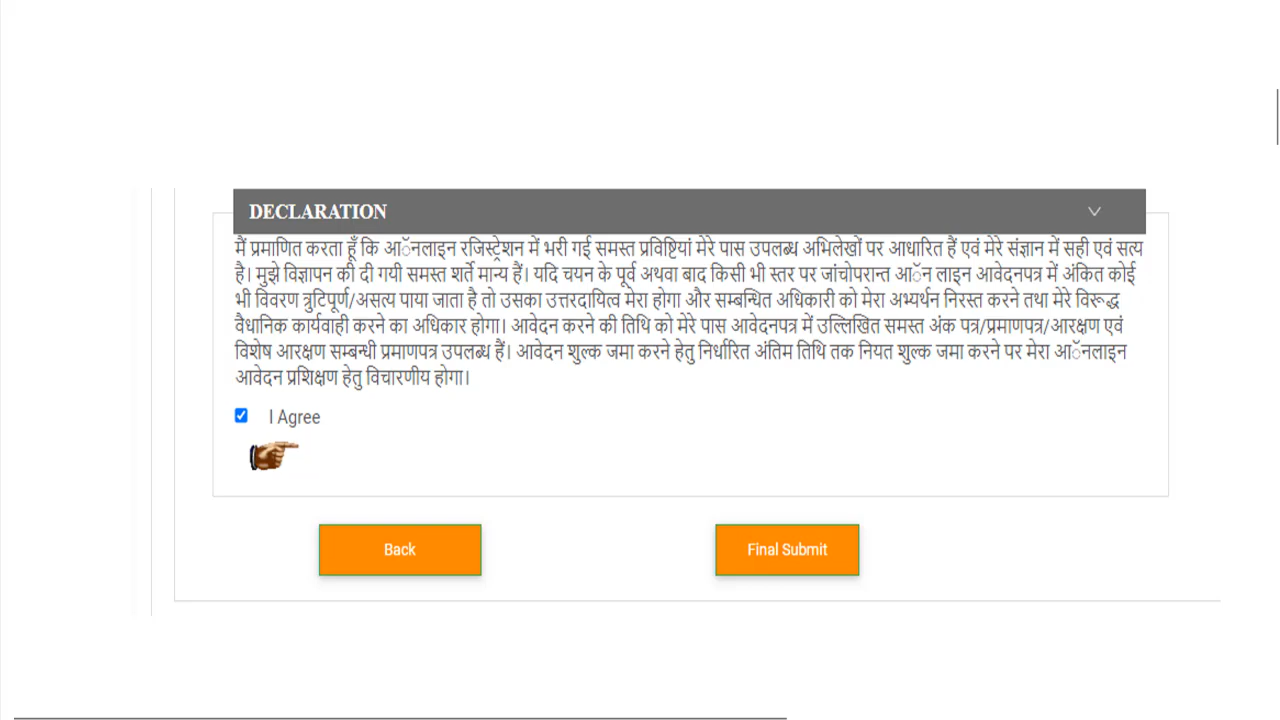 DECLARATION
मैं प्रमाणित करता हूँ कि आॅनलाइन रजिस्ट्रेशन में भरी गई समस्त प्रविष्टियां मेरे पास उपलब्ध अभिलेखों पर आधारित हैं एवं मेरे संज्ञान में सही एवं सत्य
है। मुझे विज्ञापन की दी गयी समस्त शर्ते मान्य हैं। यदि चयन के पूर्व अथवा बाद किसी भी स्तर पर जांचोपरान्त आॅन लाइन आवेदनपत्र में अंकित कोई
भी विवरण त्रुटिपूर्ण/असत्य पाया जाता है तो उसका उत्तरदायित्व मेरा होगा और सम्बन्धित अधिकारी को मेरा अभ्यर्थन निरस्त करने तथा मेरे विरूद्ध
वैधानिक कार्यवाही करने का अधिकार होगा। आवेदन करने की तिथि को मेरे पास आवेदनपत्र में उल्लिखित समस्त अंक पत्र/प्रमाणपत्र/आरक्षण एवं
विशेष आरक्षण सम्बन्धी प्रमाणपत्र उपलब्ध हैं। आवेदन शुल्क जमा करने हेतु निर्धारित अंतिम तिथि तक नियत शुल्क जमा करने पर मेरा आॅनलाइन
आवेदन प्रशिक्षण हेतु विचारणीय होगा।
I Agree
Back
Final Submit